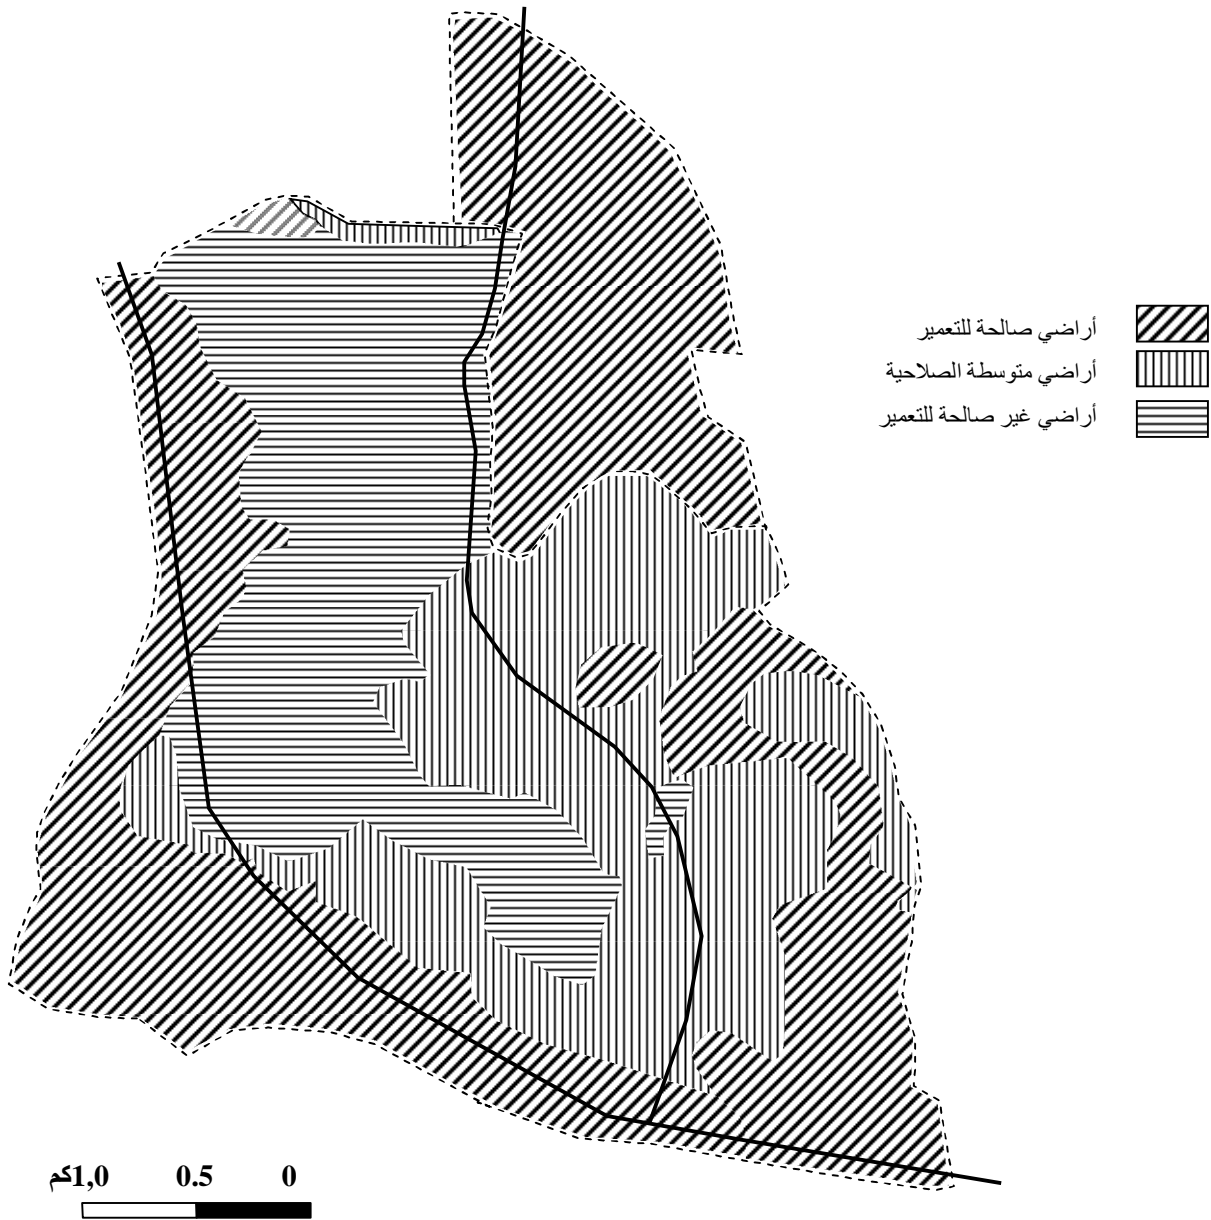 أراضي صالحة للتعمير
أراضي متوسطة الصلاحية
أراضي غير صالحة للتعمير
0 0.5 1,0كم